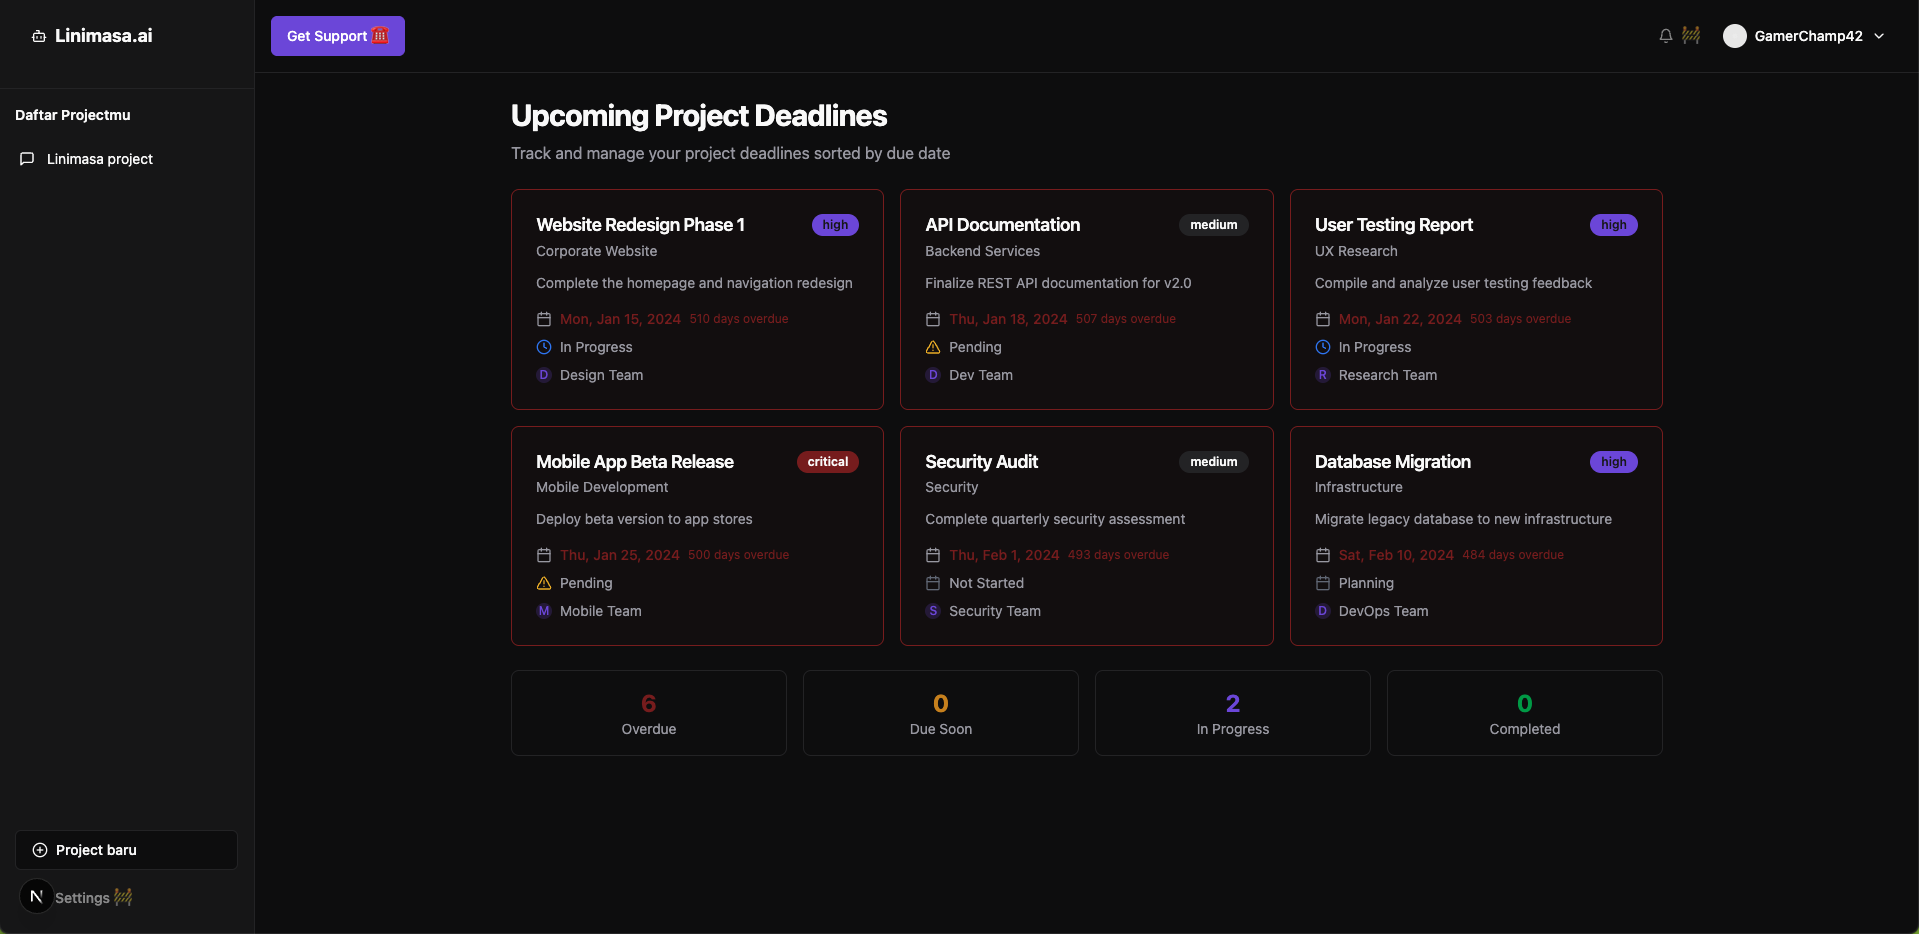 Linimasa.ai
Get Support
GamerChamp42
Daftar Projectmu
Linimasa project
Upcoming Project Deadlines
Track and manage your project deadlines sorted by due date
Website Redesign Phase 1 high
Corporate Website
Complete the homepage and navigation redesign
Mon, Jan 15, 2024 510 days overdue
In Progress
D Design Team
API Documentation medium
Backend Services
Finalize REST API documentation for v2.0
Thu, Jan 18, 2024 507 days overdue
Pending
D Dev Team
User Testing Report high
UX Research
Compile and analyze user testing feedback
Mon, Jan 22, 2024 503 days overdue
In Progress
R Research Team
Mobile App Beta Release critical
Mobile Development
Deploy beta version to app stores
Thu, Jan 25, 2024 500 days overdue
Pending
M Mobile Team
Security Audit medium
Security
Complete quarterly security assessment
Thu, Feb 1, 2024 493 days overdue
Not Started
S Security Team
Database Migration high
Infrastructure
Migrate legacy database to new infrastructure
Sat, Feb 10, 2024 484 days overdue
Planning
D DevOps Team
6
Overdue
0
Due Soon
2
In Progress
0
Completed
Project baru
N Settings